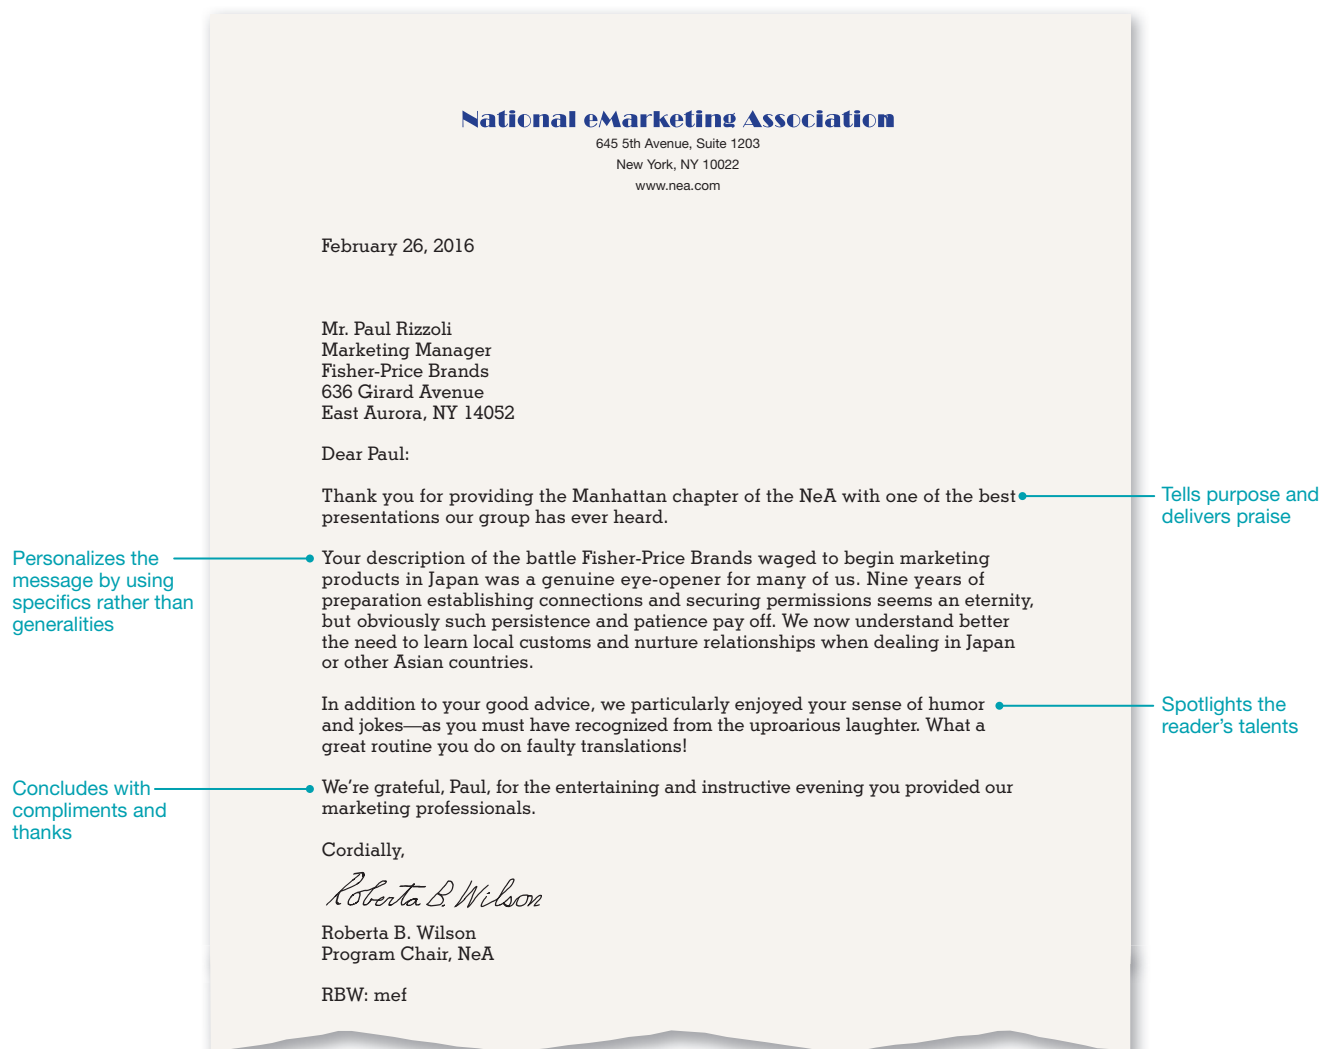 National eMarketing Association
645 5th Avenue, Suite 1203
New York, NY 10022
www.nea.com
February 26, 2016
Mr. Paul Rizzoli
Marketing Manager
Fisher-Price Brands
636 Girard Avenue
East Aurora, NY 14052
Dear Paul:
Thank you for providing the Manhattan chapter of the NeA with one of the best
presentations our group has ever heard.
Tells purpose and
delivers praise
Personalizes the
message by using
specifics rather than
generalities
Your description of the battle Fisher-Price Brands waged to begin marketing
products in Japan was a genuine eye-opener for many of us. Nine years of
preparation establishing connections and securing permissions seems an eternity,
but obviously such persistence and patience pay off. We now understand better
the need to learn local customs and nurture relationships when dealing in Japan
or other Asian countries.
In addition to your good advice, we particularly enjoyed your sense of humor
and jokes—as you must have recognized from the uproarious laughter. What a
great routine you do on faulty translations!
Spotlights the
reader's talents
Concludes with
compliments and
thanks
We're grateful, Paul, for the entertaining and instructive evening you provided our
marketing professionals.
Cordially,
Roberta B. Wilson
Roberta B. Wilson
Program Chair, NeA
RBW: mef